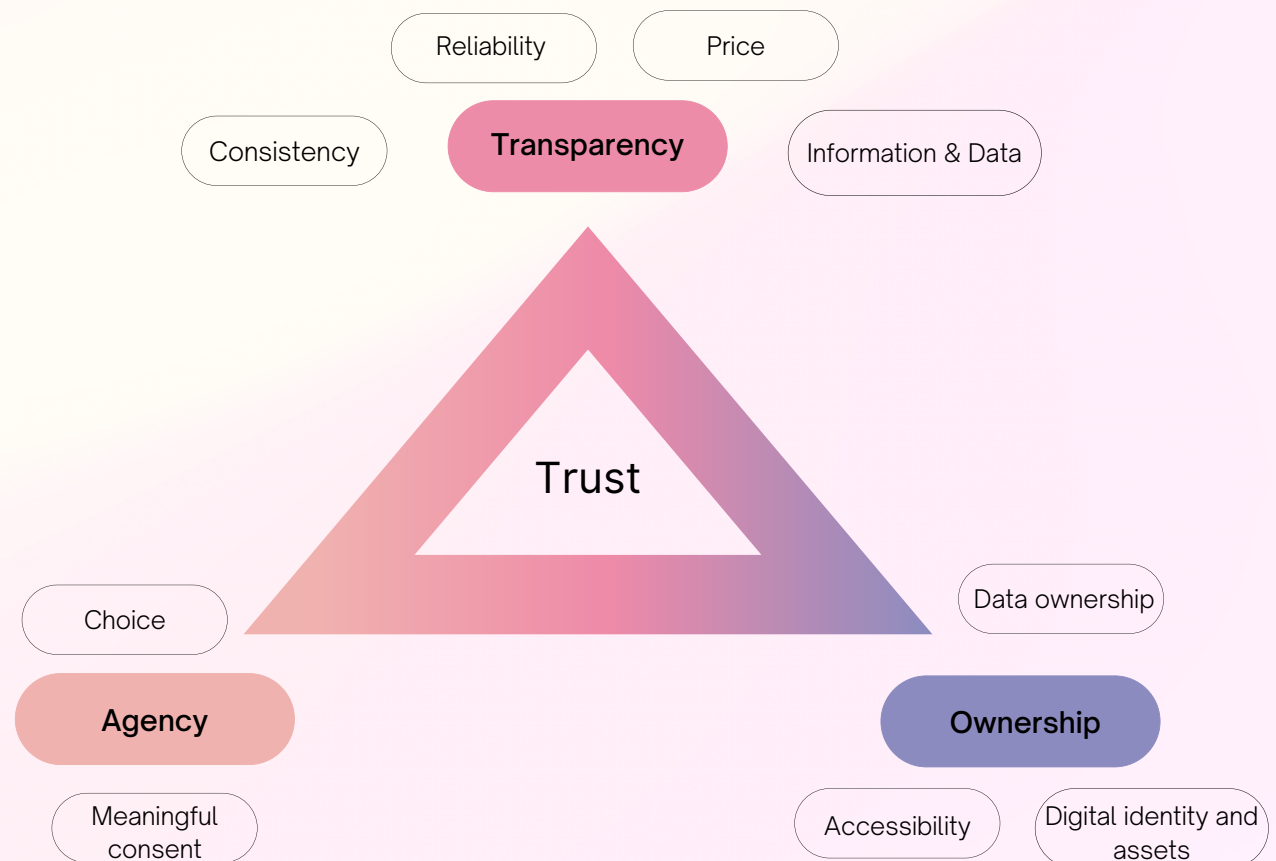 Reliability
Price
Consistency
Transparency
Information & Data
Trust
Choice
Data ownership
Agency
Ownership
Meaningful
consent
Accessibility
Digital identity and
assets